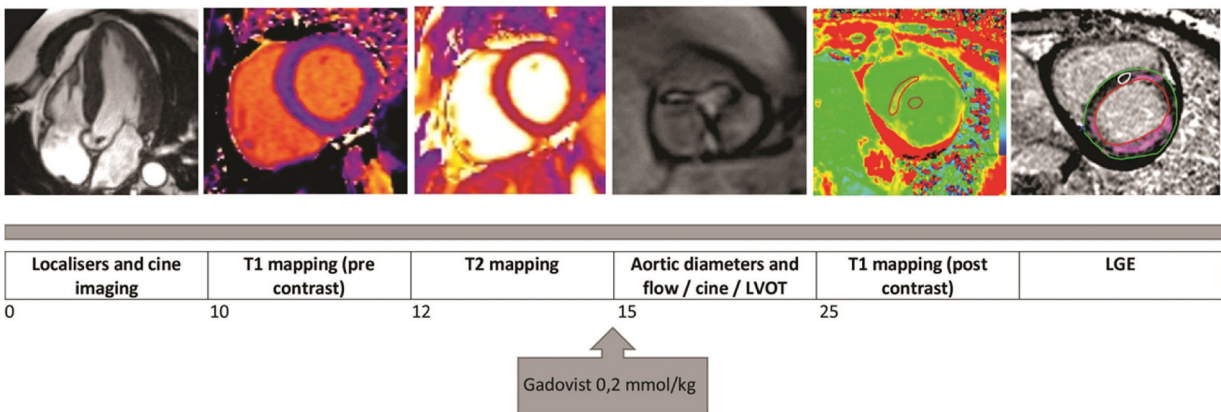 Localisers and cine
imaging
T1 mapping (pre
contrast)
T2 mapping
Aortic diameters and
flow / cine / LVOT
T1 mapping (post
contrast)
LGE
0
10
12
15
25
Gadovist 0,2 mmol/kg